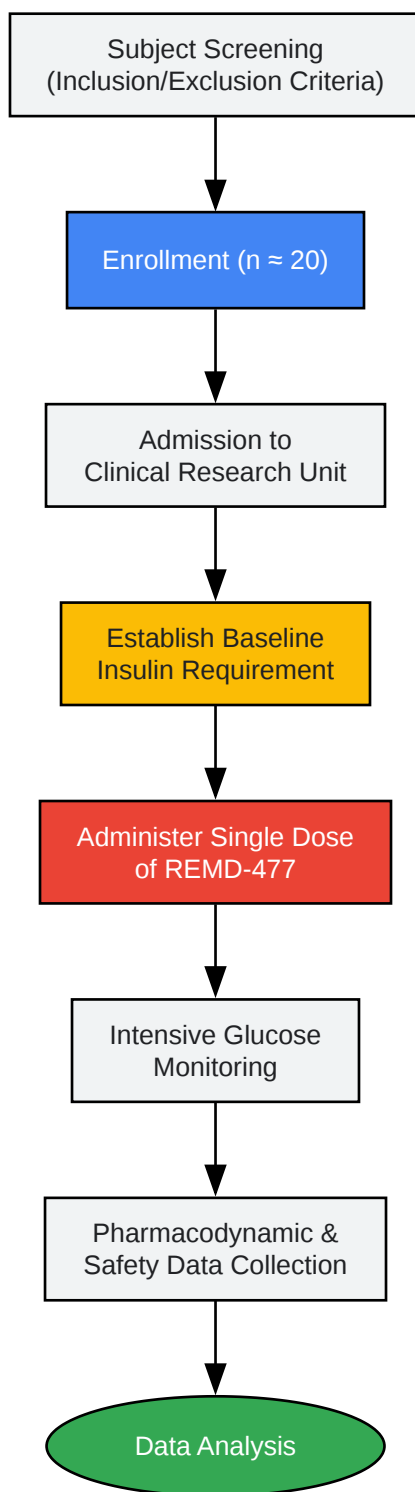 Subject Screening
(Inclusion/Exclusion Criteria)
Enrollment (n ≈ 20)
Admission to
Clinical Research Unit
Establish Baseline
Insulin Requirement
Administer Single Dose
of REMD-477
Intensive Glucose
Monitoring
Pharmacodynamic &
Safety Data Collection
Data Analysis